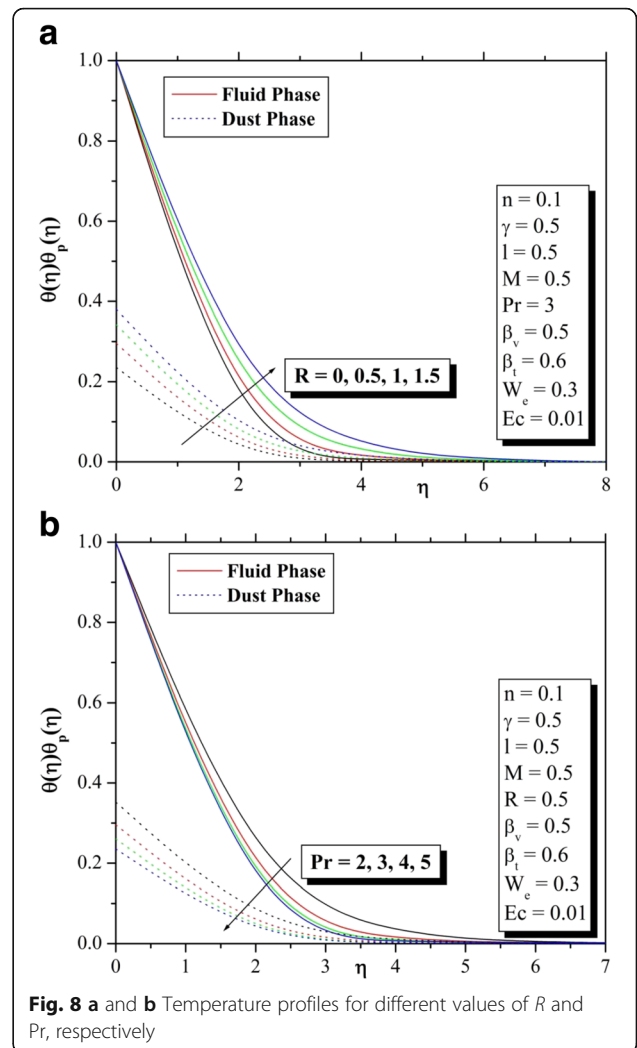 a
1.0
0.8
0.6
0.4
0.2
0.0
θ(η)θₚ(η)
Fluid Phase
Dust Phase
n = 0.1
γ = 0.5
l = 0.5
M = 0.5
Pr = 3
βᵥ = 0.5
βₜ = 0.6
Wₑ = 0.3
Ec = 0.01
R = 0, 0.5, 1, 1.5
0 2 4 6 8
η
b
1.0
0.8
0.6
0.4
0.2
0.0
θ(η)θₚ(η)
Fluid Phase
Dust Phase
n = 0.1
γ = 0.5
l = 0.5
M = 0.5
R = 0.5
βᵥ = 0.5
βₜ = 0.6
Wₑ = 0.3
Ec = 0.01
Pr = 2, 3, 4, 5
0 1 2 3 4 5 6 7
η
Fig. 8 a and b Temperature profiles for different values of R and
Pr, respectively